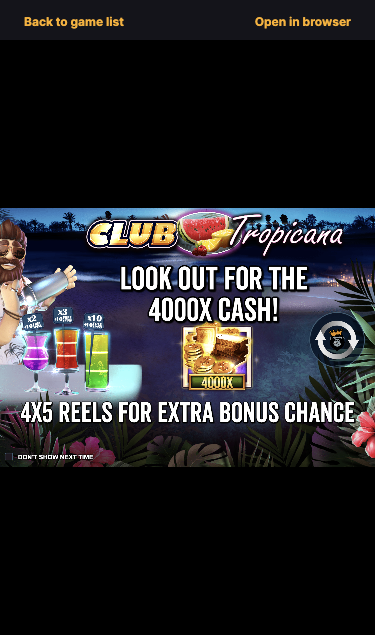 Back to game list
Open in browser
CLUB Tropicana
LOOK OUT FOR THE
4000X CASH!
x2
x3
x10
4000X
4X5 REELS FOR EXTRA BONUS CHANCE
DON'T SHOW NEXT TIME